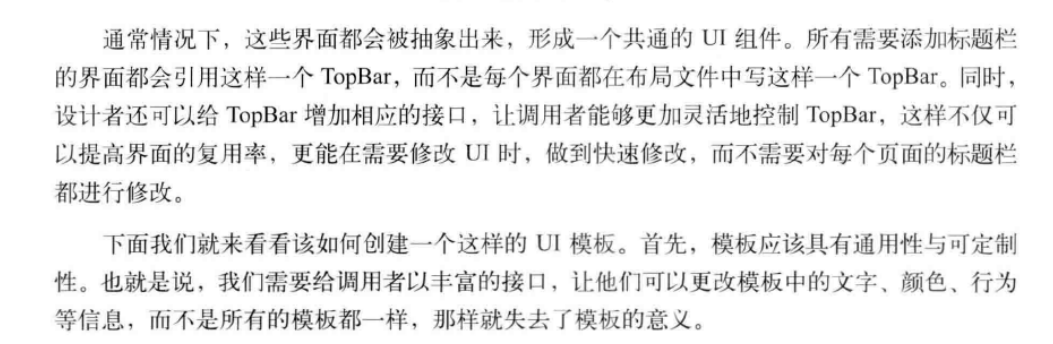 通常情况下，这些界面都会被抽象出来，形成一个共通的 UI 组件。所有需要添加标题栏
的界面都会引用这样一个 TopBar，而不是每个界面都在布局文件中写这样一个 TopBar。同时，
设计者还可以给 TopBar 增加相应的接口，让调用者能够更加灵活地控制 TopBar，这样不仅可
以提高界面的复用率，更能在需要修改 UI 时，做到快速修改，而不需要对每个页面的标题栏
都进行修改。
下面我们就来看看该如何创建一个这样的 UI 模板。首先，模板应该具有通用性与可定制
性。也就是说，我们需要给调用者以丰富的接口，让他们可以更改模板中的文字、颜色、行为
等信息，而不是所有的模板都一样，那样就失去了模板的意义。